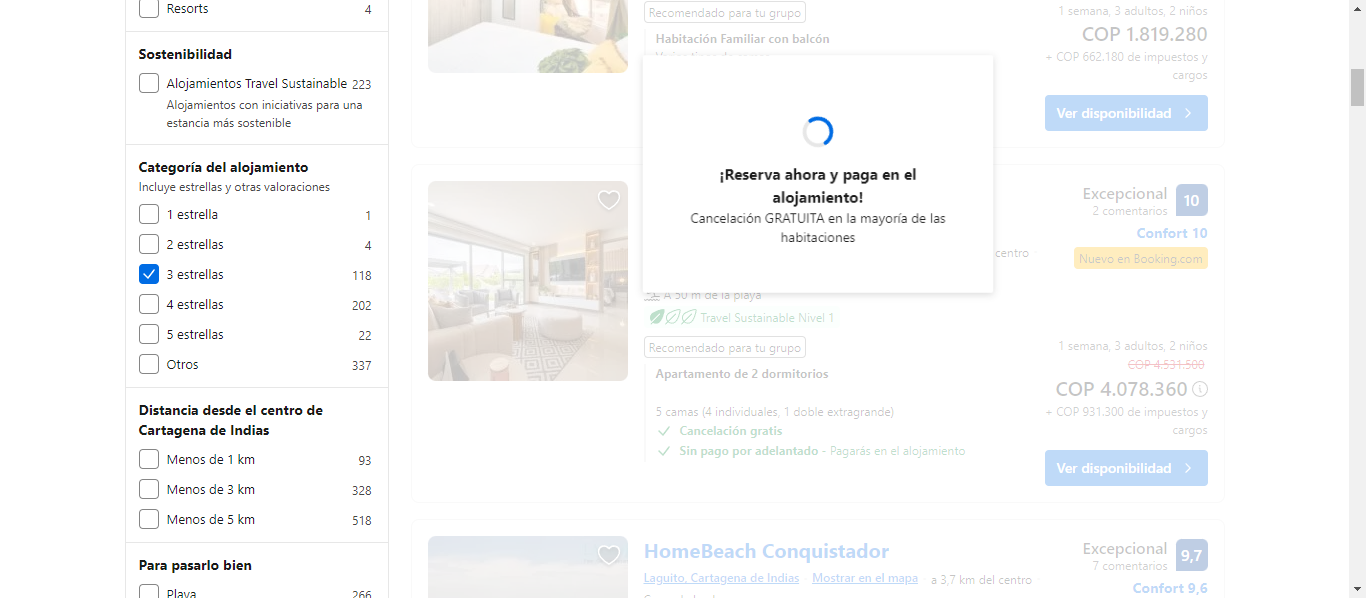 Resorts 4
Sostenibilidad
Alojamientos Travel Sustainable 223
Alojamientos con iniciativas para una
estancia más sostenible
Categoría del alojamiento
Incluye estrellas y otras valoraciones
1 estrella 1
2 estrellas 4
3 estrellas 118
4 estrellas 202
5 estrellas 22
Otros 337
Distancia desde el centro de
Cartagena de Indias
Menos de 1 km 93
Menos de 3 km 328
Menos de 5 km 518
Para pasarlo bien
Playa 266
Recomendado para tu grupo
Habitación Familiar con balcón
1 semana, 3 adultos, 2 niños
COP 1.819.280
+ COP 662.180 de impuestos y
cargos
Ver disponibilidad
¡Reserva ahora y paga en el
alojamiento!
Cancelación GRATUITA en la mayoría de las
habitaciones
Excepcional 10
2 comentarios
Confort 10
centro
Nuevo en Booking.com
A 50 m de la playa
Travel Sustainable Nivel 1
Recomendado para tu grupo
Apartamento de 2 dormitorios
5 camas (4 individuales, 1 doble extragrande)
Cancelación gratis
Sin pago por adelantado - Pagarás en el alojamiento
1 semana, 3 adultos, 2 niños
COP 4.531.500
COP 4.078.360
+ COP 931.300 de impuestos y
cargos
Ver disponibilidad
HomeBeach Conquistador
Laguito, Cartagena de Indias Mostrar en el mapa a 3,7 km del centro
Excepcional 9,7
7 comentarios
Confort 9,6